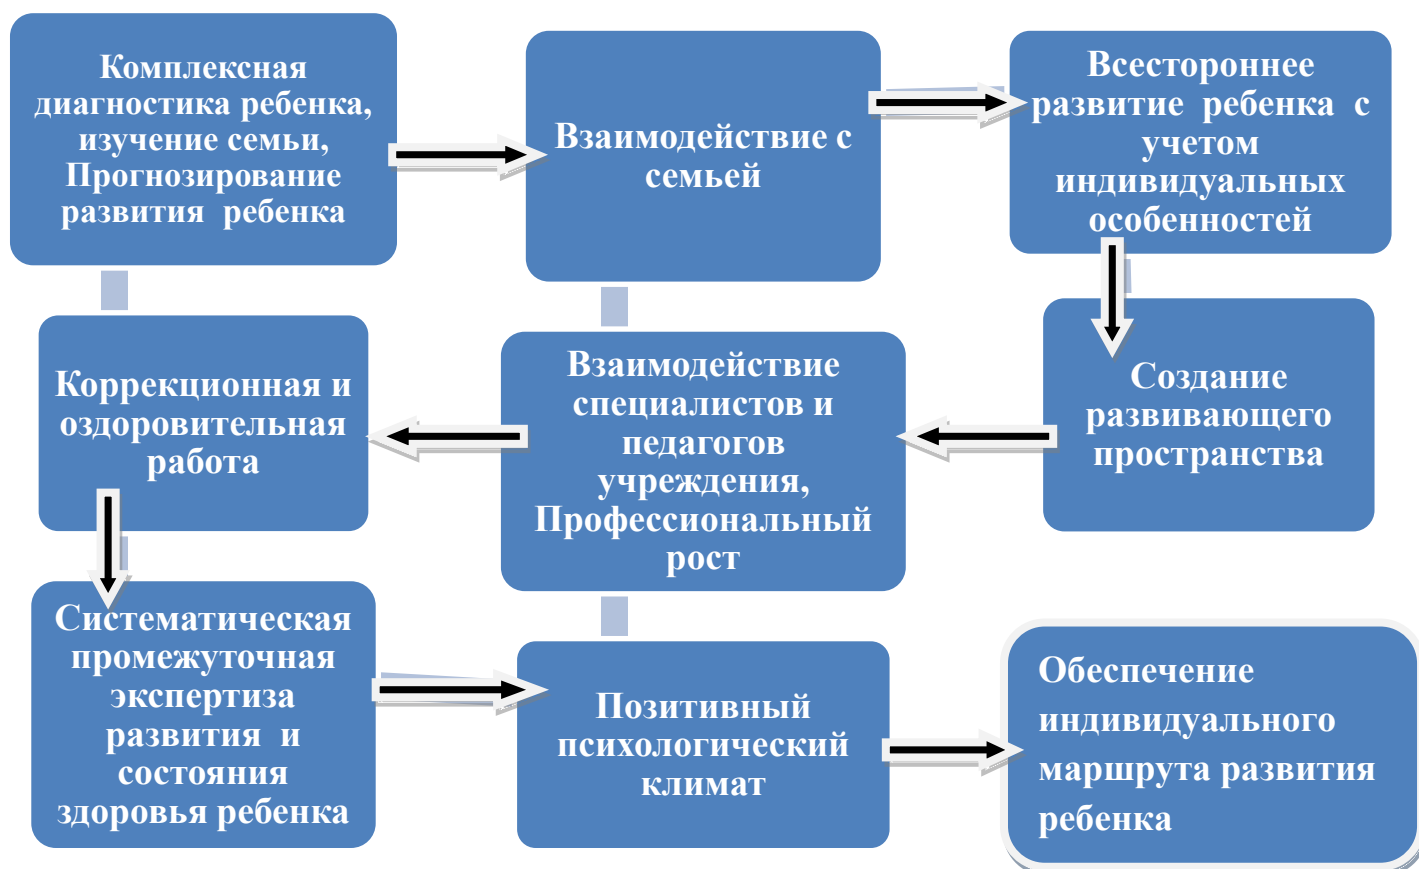 Комплексная
диагностика ребенка,
изучение семьи,
Прогнозирование
развития ребенка
Взаимодействие с
семьей
Всестороннее
развитие ребенка с
учетом
индивидуальных
особенностей
Создание
развивающего
пространства
Взаимодействие
специалистов и
педагогов
учреждения,
Профессиональный
рост
Коррекционная и
оздоровительная
работа
Систематическая
промежуточная
экспертиза
развития и
состояния
здоровья ребенка
Позитивный
психологический
климат
Обеспечение
индивидуального
маршрута развития
ребенка